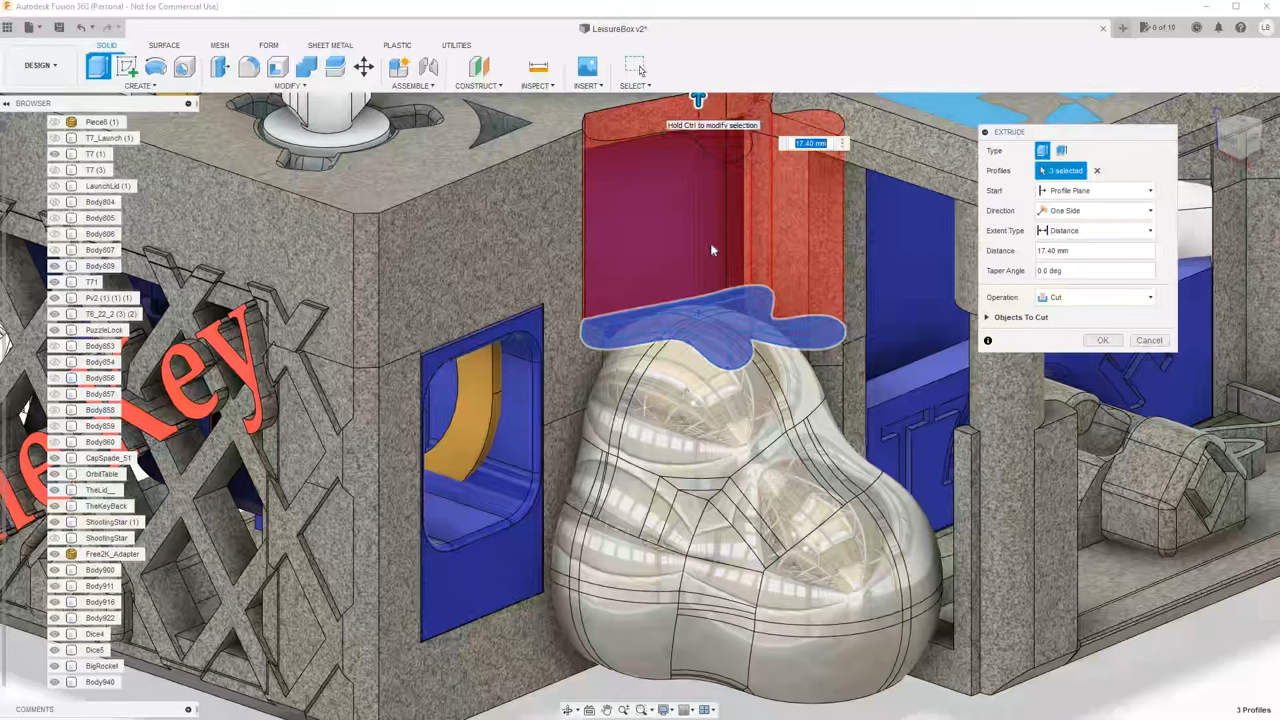 Autodesk Fusion 360 (Personal - Not for Commercial Use)
LeisureBox v2*
6 of 10
LB
DESIGN
SOLID
SURFACE
MESH
FORM
SHEET METAL
PLASTIC
UTILITIES
CREATE
MODIFY
ASSEMBLE
CONSTRUCT
INSPECT
INSERT
SELECT
BROWSER
Piece8 (1)
T7_Launch (1)
T7 (1)
T7 (3)
LaunchLid (1)
Body804
Body805
Body806
Body807
Body809
T71
Pv2 (1) (1) (1)
T6_22_2 (3) (2)
PuzzleLock
Body853
Body854
Body856
Body857
Body858
Body859
Body860
CapSpade_51
OrbitTable
TheLid__
TheKeyBack
ShootingStar (1)
ShootingStar
Free2K_Adapter
Body900
Body911
Body916
Body922
Dice4
Dice5
BigRocket
Body940
eKey
Hold Ctrl to modify selection
17.40 mm
EXTRUDE
Type
Profiles 3 selected
Start Profile Plane
Direction One Side
Extent Type Distance
Distance 17.40 mm
Taper Angle 0.0 deg
Operation Cut
Objects To Cut
OK Cancel
COMMENTS
3 Profiles